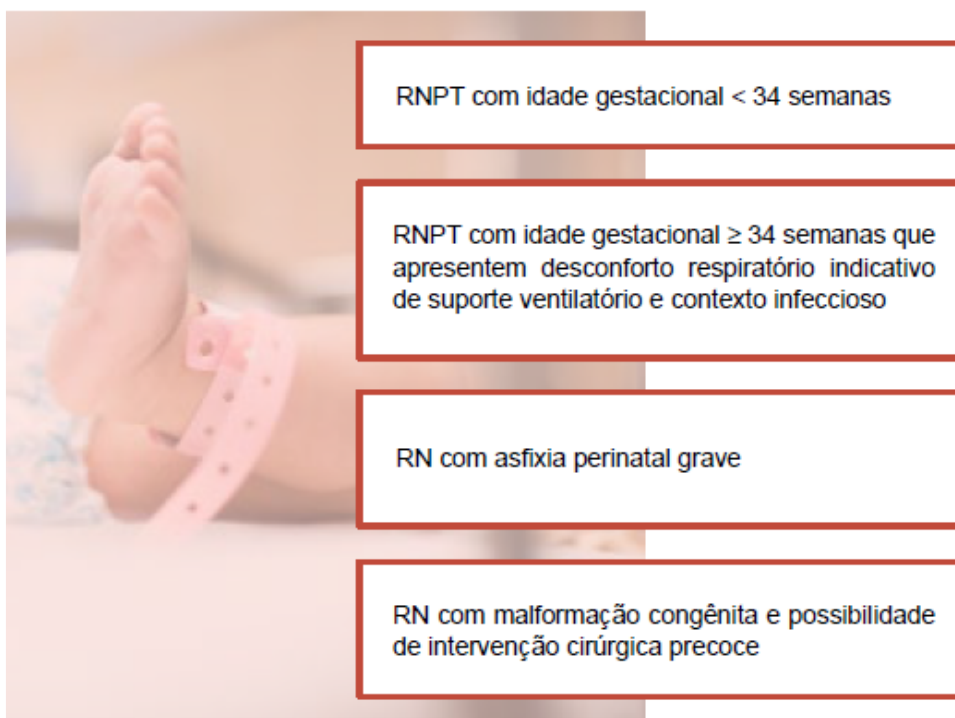 RNPT com idade gestacional < 34 semanas
RNPT com idade gestacional ≥ 34 semanas que
apresentem desconforto respiratório indicativo
de suporte ventilatório e contexto infeccioso
RN com asfixia perinatal grave
RN com malformação congênita e possibilidade
de intervenção cirúrgica precoce